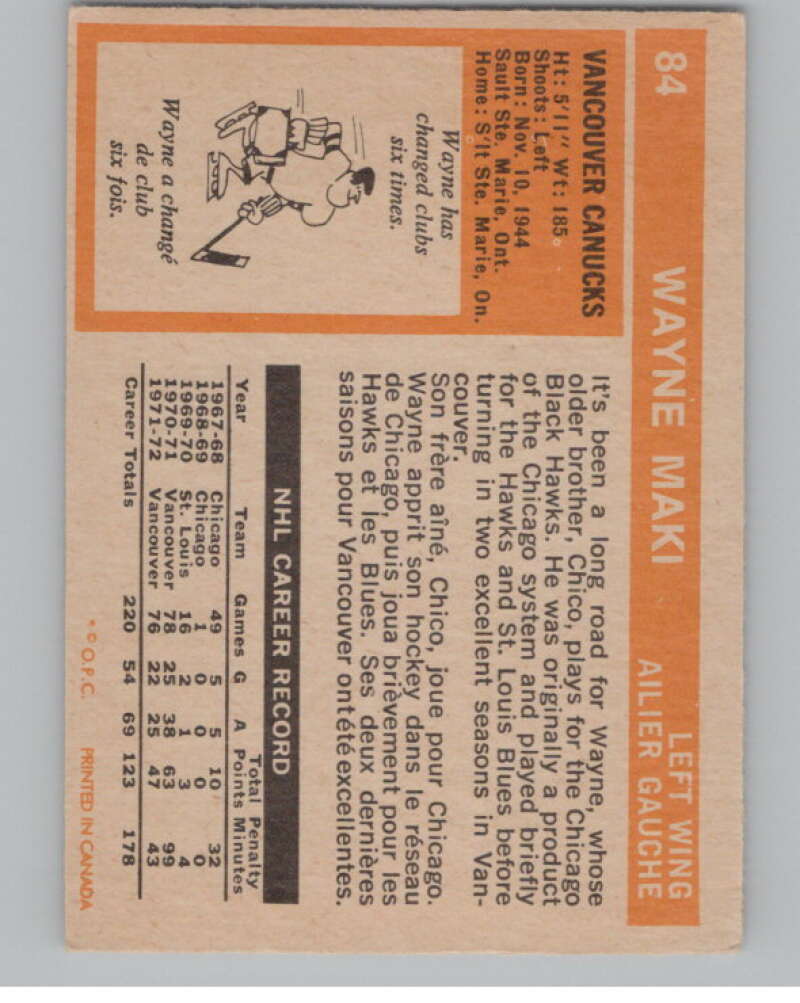 84 WAYNE MAKI LEFT WING
AILIER GAUCHE
VANCOUVER CANUCKS
Ht: 5'11" Wt: 185
Shoots: Left
Born: Nov. 10, 1944
Sault Ste. Marie, Ont.
Home: S'lt Ste. Marie, On.
Wayne has
changed clubs
six times.
Wayne a changé
de club
six fois.
It's been a long road for Wayne, whose
older brother, Chico, plays for the Chicago
Black Hawks. He was originally a product
of the Chicago system and played briefly
for the Hawks and St. Louis Blues before
turning in two excellent seasons in Van-
couver.
Son frère aîné, Chico, joue pour Chicago.
Wayne apprit son hockey dans le réseau
de Chicago, puis joua brièvement pour les
Hawks et les Blues. Ses deux dernières
saisons pour Vancouver ont été excellentes.
NHL CAREER RECORD
Total Penalty
Year Team Games G A Points Minutes
1967-68 Chicago 49 5 5 10 32
1968-69 Chicago 1 0 0 0 0
1969-70 St. Louis 16 2 1 3 4
1970-71 Vancouver 78 25 38 63 99
1971-72 Vancouver 76 22 25 47 43
Career Totals 220 54 69 123 178
* © O.P.C. PRINTED IN CANADA